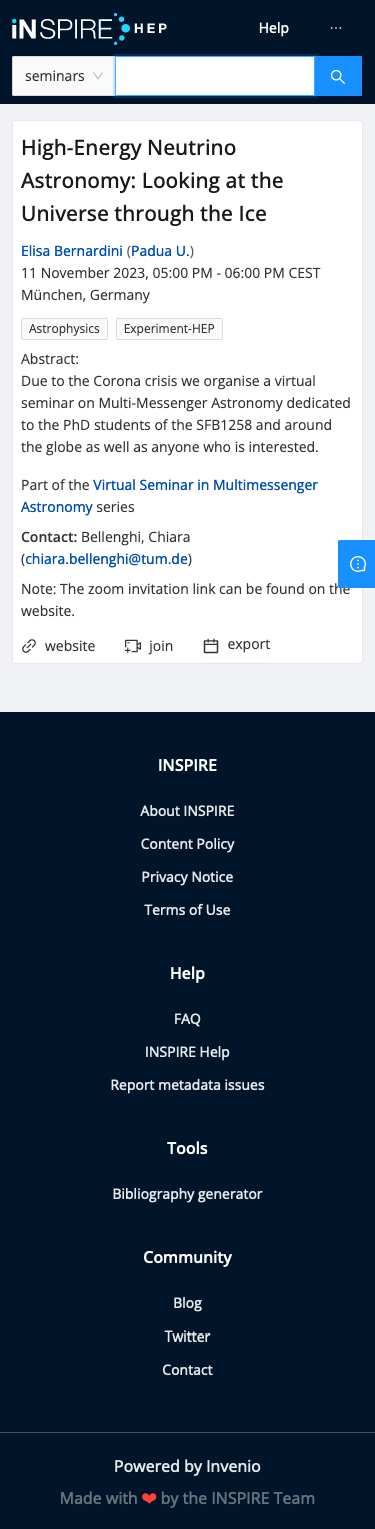 iNSPIRE HEP
Help
...
seminars
High-Energy Neutrino
Astronomy: Looking at the
Universe through the Ice
Elisa Bernardini (Padua U.)
11 November 2023, 05:00 PM - 06:00 PM CEST
München, Germany
Astrophysics Experiment-HEP
Abstract:
Due to the Corona crisis we organise a virtual
seminar on Multi-Messenger Astronomy dedicated
to the PhD students of the SFB1258 and around
the globe as well as anyone who is interested.
Part of the Virtual Seminar in Multimessenger
Astronomy series
Contact: Bellenghi, Chiara
(chiara.bellenghi@tum.de)
Note: The zoom invitation link can be found on the
website.
website join export
INSPIRE
About INSPIRE
Content Policy
Privacy Notice
Terms of Use
Help
FAQ
INSPIRE Help
Report metadata issues
Tools
Bibliography generator
Community
Blog
Twitter
Contact
Powered by Invenio
Made with ❤ by the INSPIRE Team